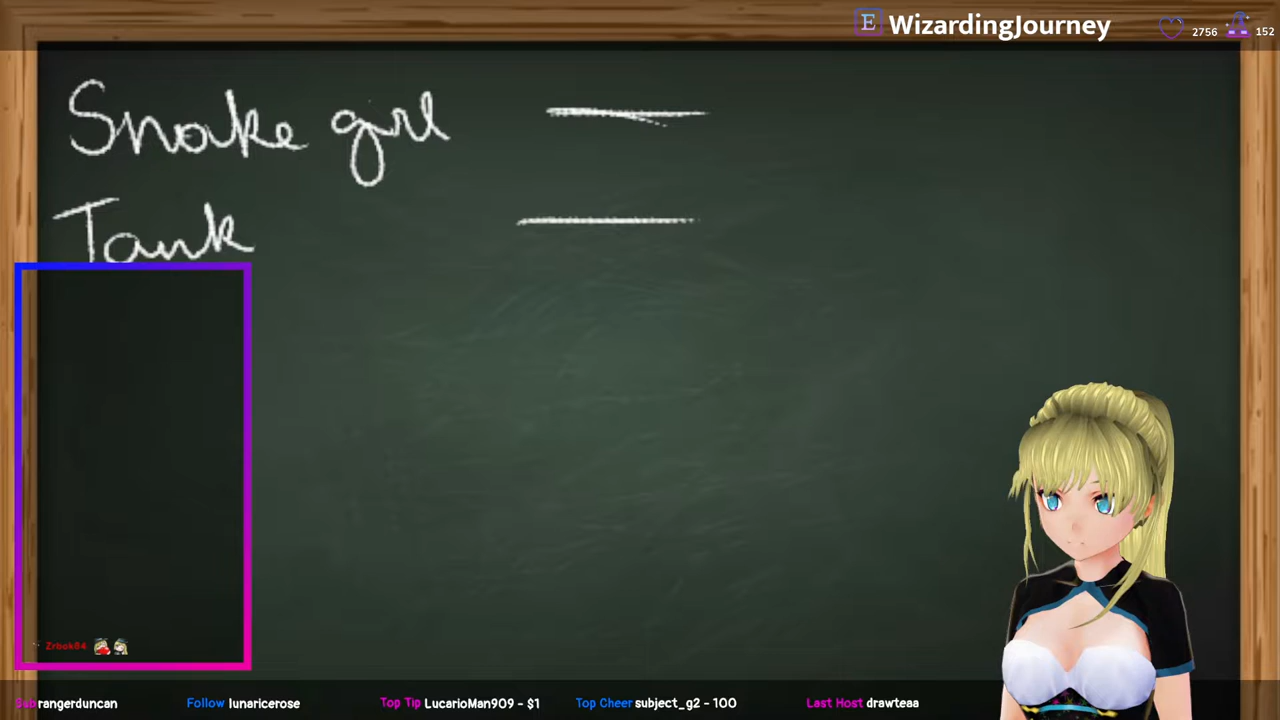 E WizardingJourney
2756 152
Snake girl
Tank
Zrbok84
Sub rangerduncan Follow lunaricerose Top Tip LucarioMan909 - $1 Top Cheer subject_g2 - 100 Last Host drawteaa